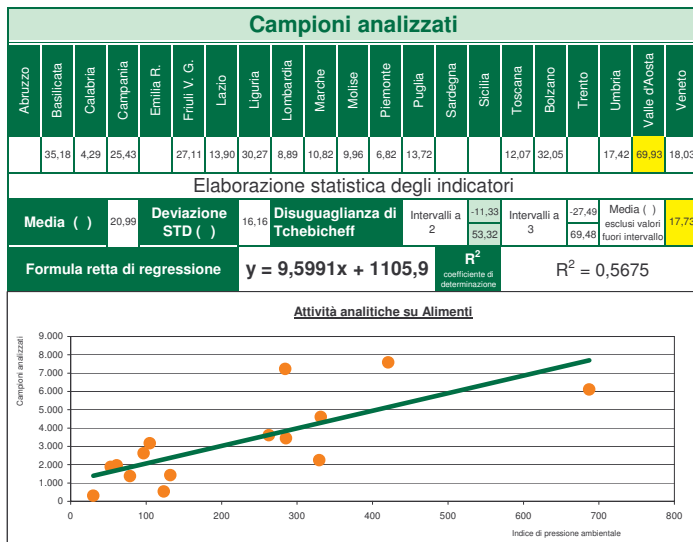 Campioni analizzati
Abruzzo Basilicata Calabria Campania Emilia R. Friuli V. G. Lazio Liguria Lombardia Marche Molise Piemonte Puglia Sardegna Sicilia Toscana Bolzano Trento Umbria Valle d'Aosta Veneto
35,18 4,29 25,43 27,11 13,90 30,27 8,89 10,82 9,96 6,82 13,72 12,07 32,05 17,42 69,93 18,03
Elaborazione statistica degli indicatori
Media ( ) 20,99 Deviazione STD ( ) 16,16 Disuguaglianza di Tchebicheff Intervalli a 2 -11,33 53,32 Intervalli a 3 -27,49 69,48 Media ( ) esclusi valori fuori intervallo 17,73
Formula retta di regressione y = 9,5991x + 1105,9 R² coefficiente di determinazione R² = 0,5675
Attività analitiche su Alimenti
Campioni analizzati
9.000
8.000
7.000
6.000
5.000
4.000
3.000
2.000
1.000
0
0 100 200 300 400 500 600 700 800
Indice di pressione ambientale